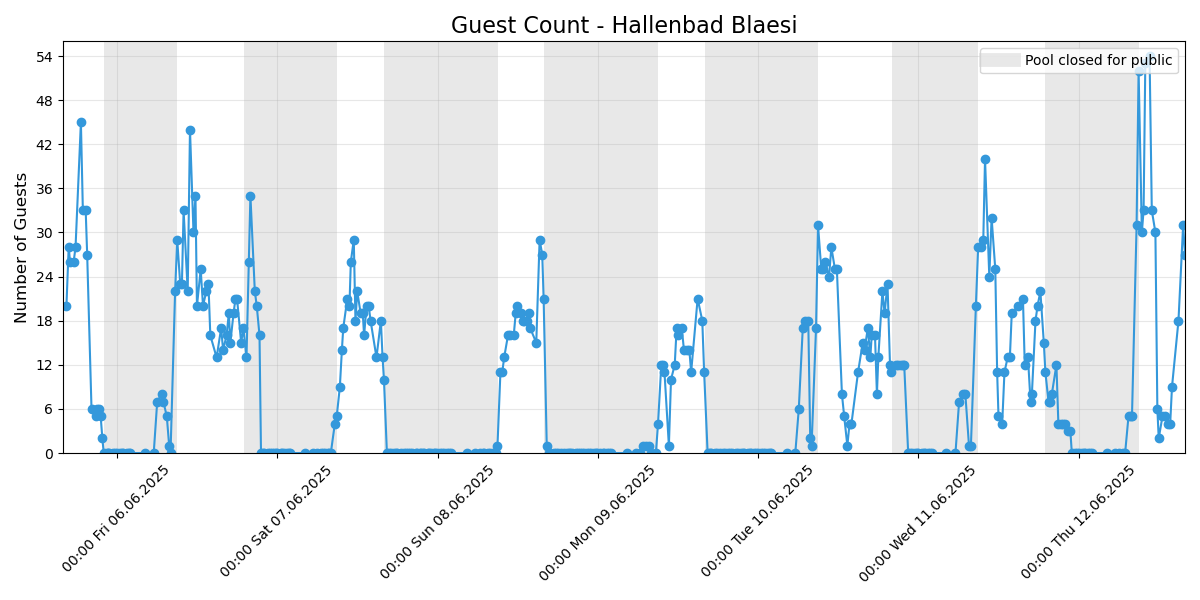 Guest Count - Hallenbad Blaesi
Pool closed for public
Number of Guests
54
48
42
36
30
24
18
12
6
0
00:00 Fri 06.06.2025
00:00 Sat 07.06.2025
00:00 Sun 08.06.2025
00:00 Mon 09.06.2025
00:00 Tue 10.06.2025
00:00 Wed 11.06.2025
00:00 Thu 12.06.2025